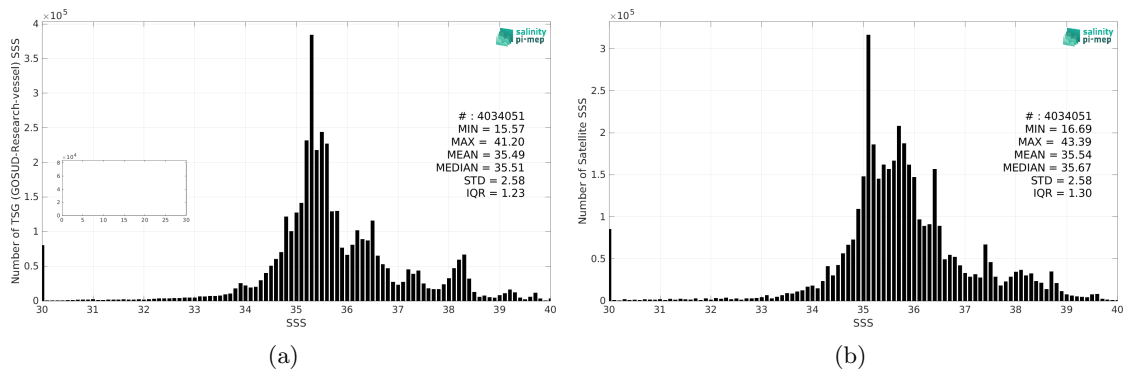 ×10⁵
4
3.5
3
2.5
2
1.5
1
0.5
0
Number of TSG (GOSUD-Research-vessel) SSS
salinity
pi-mep
# : 4034051
MIN = 15.57
MAX = 41.20
MEAN = 35.49
MEDIAN = 35.51
STD = 2.58
IQR = 1.23
×10⁴
8
6
4
2
0
0 5 10 15 20 25 30
30 31 32 33 34 35 36 37 38 39 40
SSS
(a)
×10⁵
3
2.5
2
1.5
1
0.5
0
Number of Satellite SSS
salinity
pi-mep
# : 4034051
MIN = 16.69
MAX = 43.39
MEAN = 35.54
MEDIAN = 35.67
STD = 2.58
IQR = 1.30
30 31 32 33 34 35 36 37 38 39 40
SSS
(b)